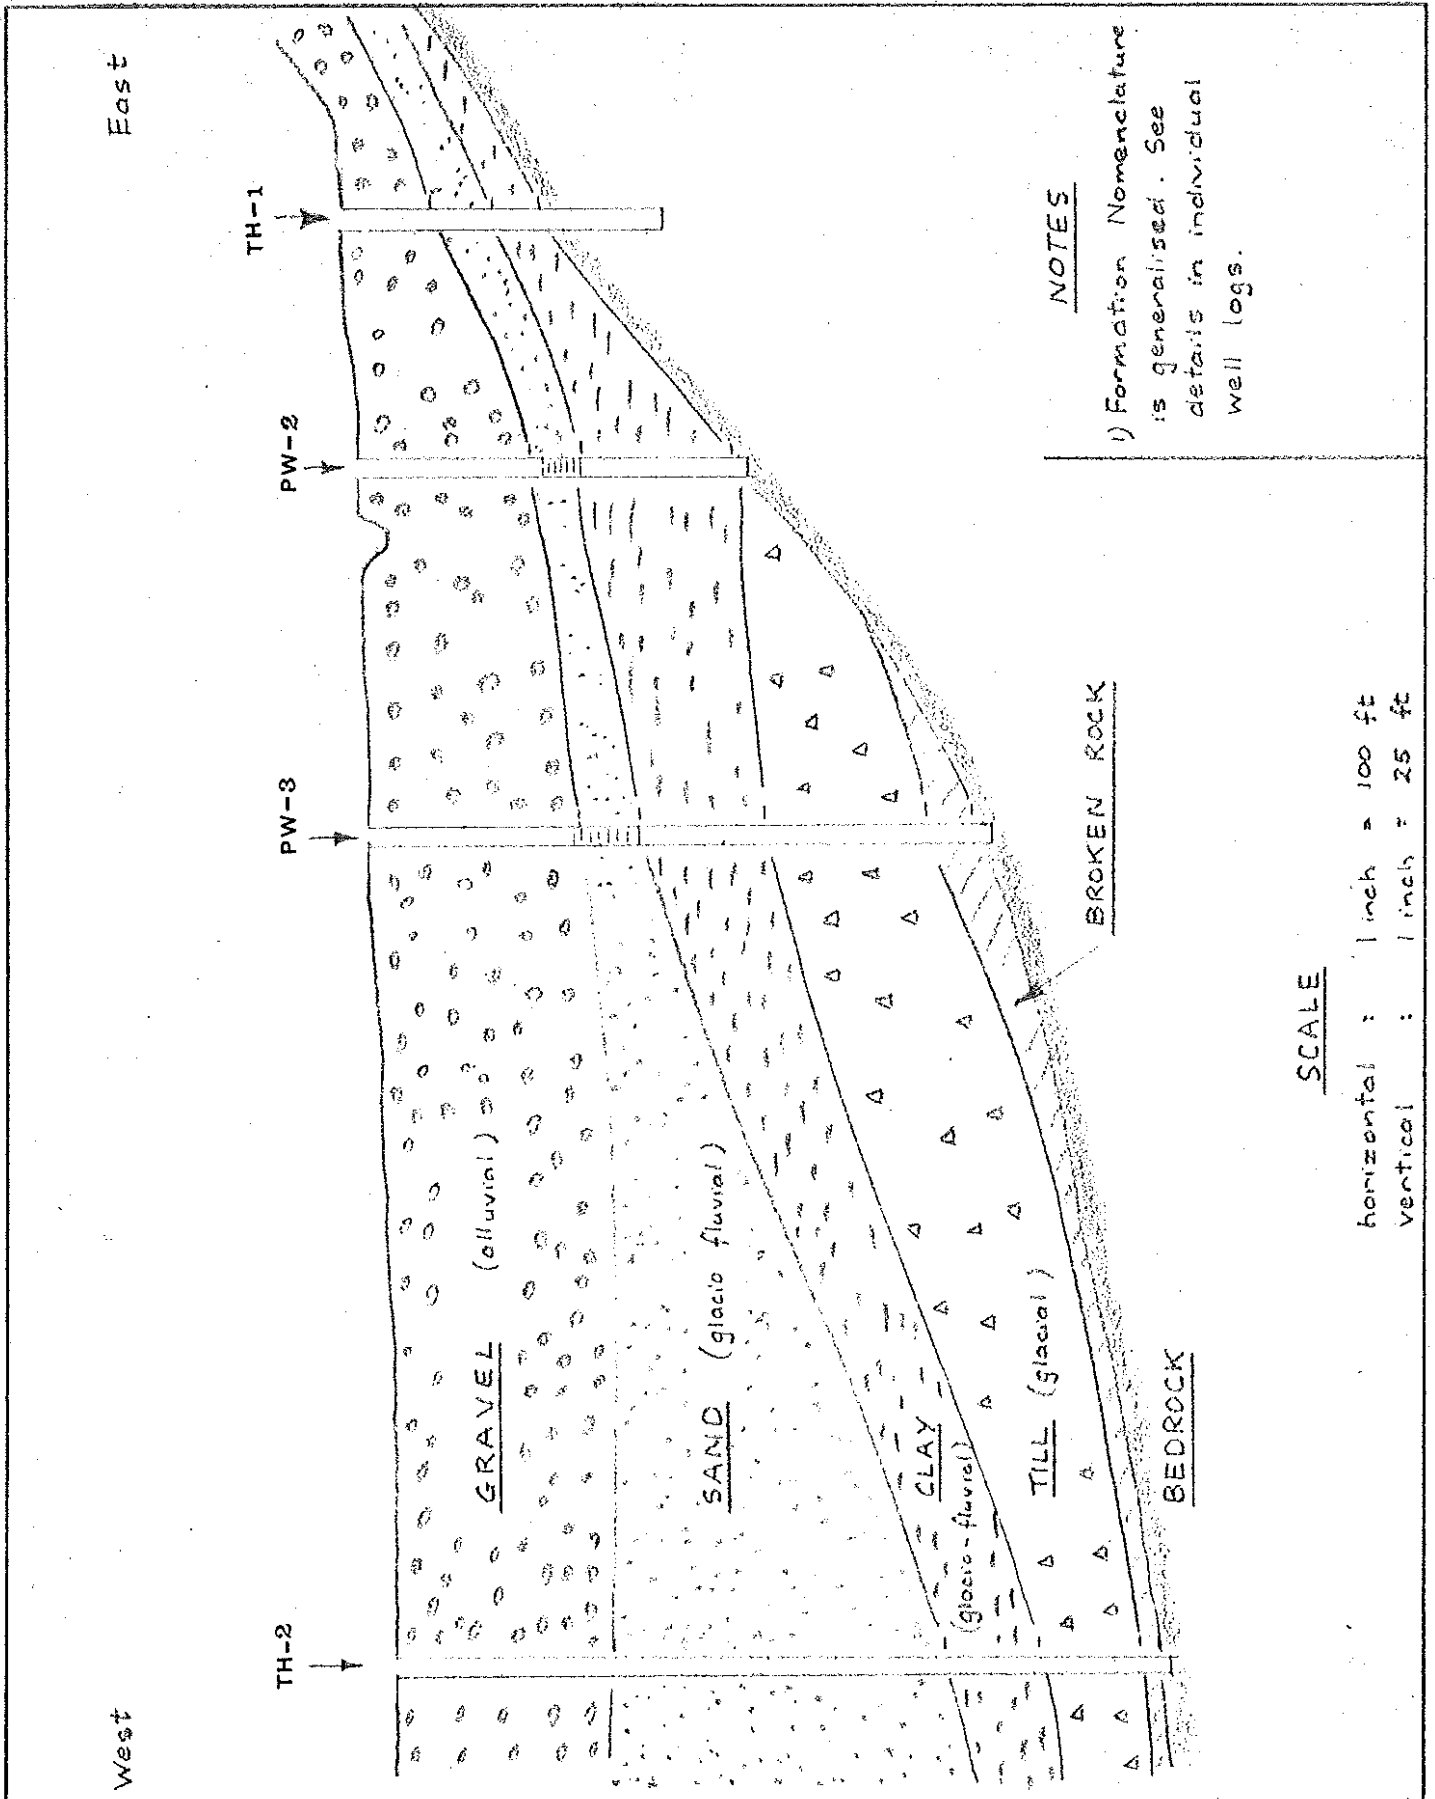 West
East
TH-2
PW-3
PW-2
TH-1
GRAVEL (alluvial)
SAND (glacio fluvial)
CLAY
(glacio-fluvial)
TILL (glacial)
BEDROCK
BROKEN ROCK
NOTES
1) Formation Nomenclature
is generalised. See
details in individual
well logs.
SCALE
horizontal : 1 inch = 100 ft
vertical : 1 inch = 25 ft